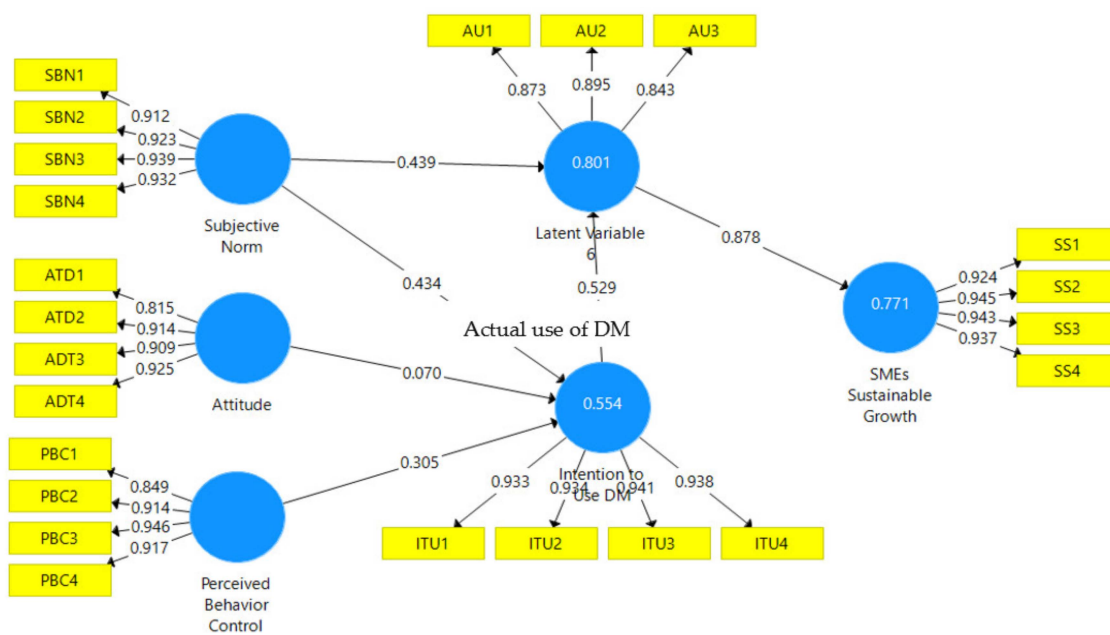 AU1
AU2
AU3
SBN1
SBN2
SBN3
SBN4
0.912
0.923
0.939
0.932
0.873
0.895
0.843
0.439
0.801
Subjective
Norm
Latent Variable
6
0.878
0.434
0.529
Actual use of DM
ATD1
ATD2
ADT3
ADT4
0.815
0.914
0.909
0.925
Attitude
0.070
0.554
Intention to
Use DM
0.771
SMEs
Sustainable
Growth
SS1
SS2
SS3
SS4
0.924
0.945
0.943
0.937
PBC1
PBC2
PBC3
PBC4
0.849
0.914
0.946
0.917
0.305
Perceived
Behavior
Control
0.933
0.934
0.941
0.938
ITU1
ITU2
ITU3
ITU4